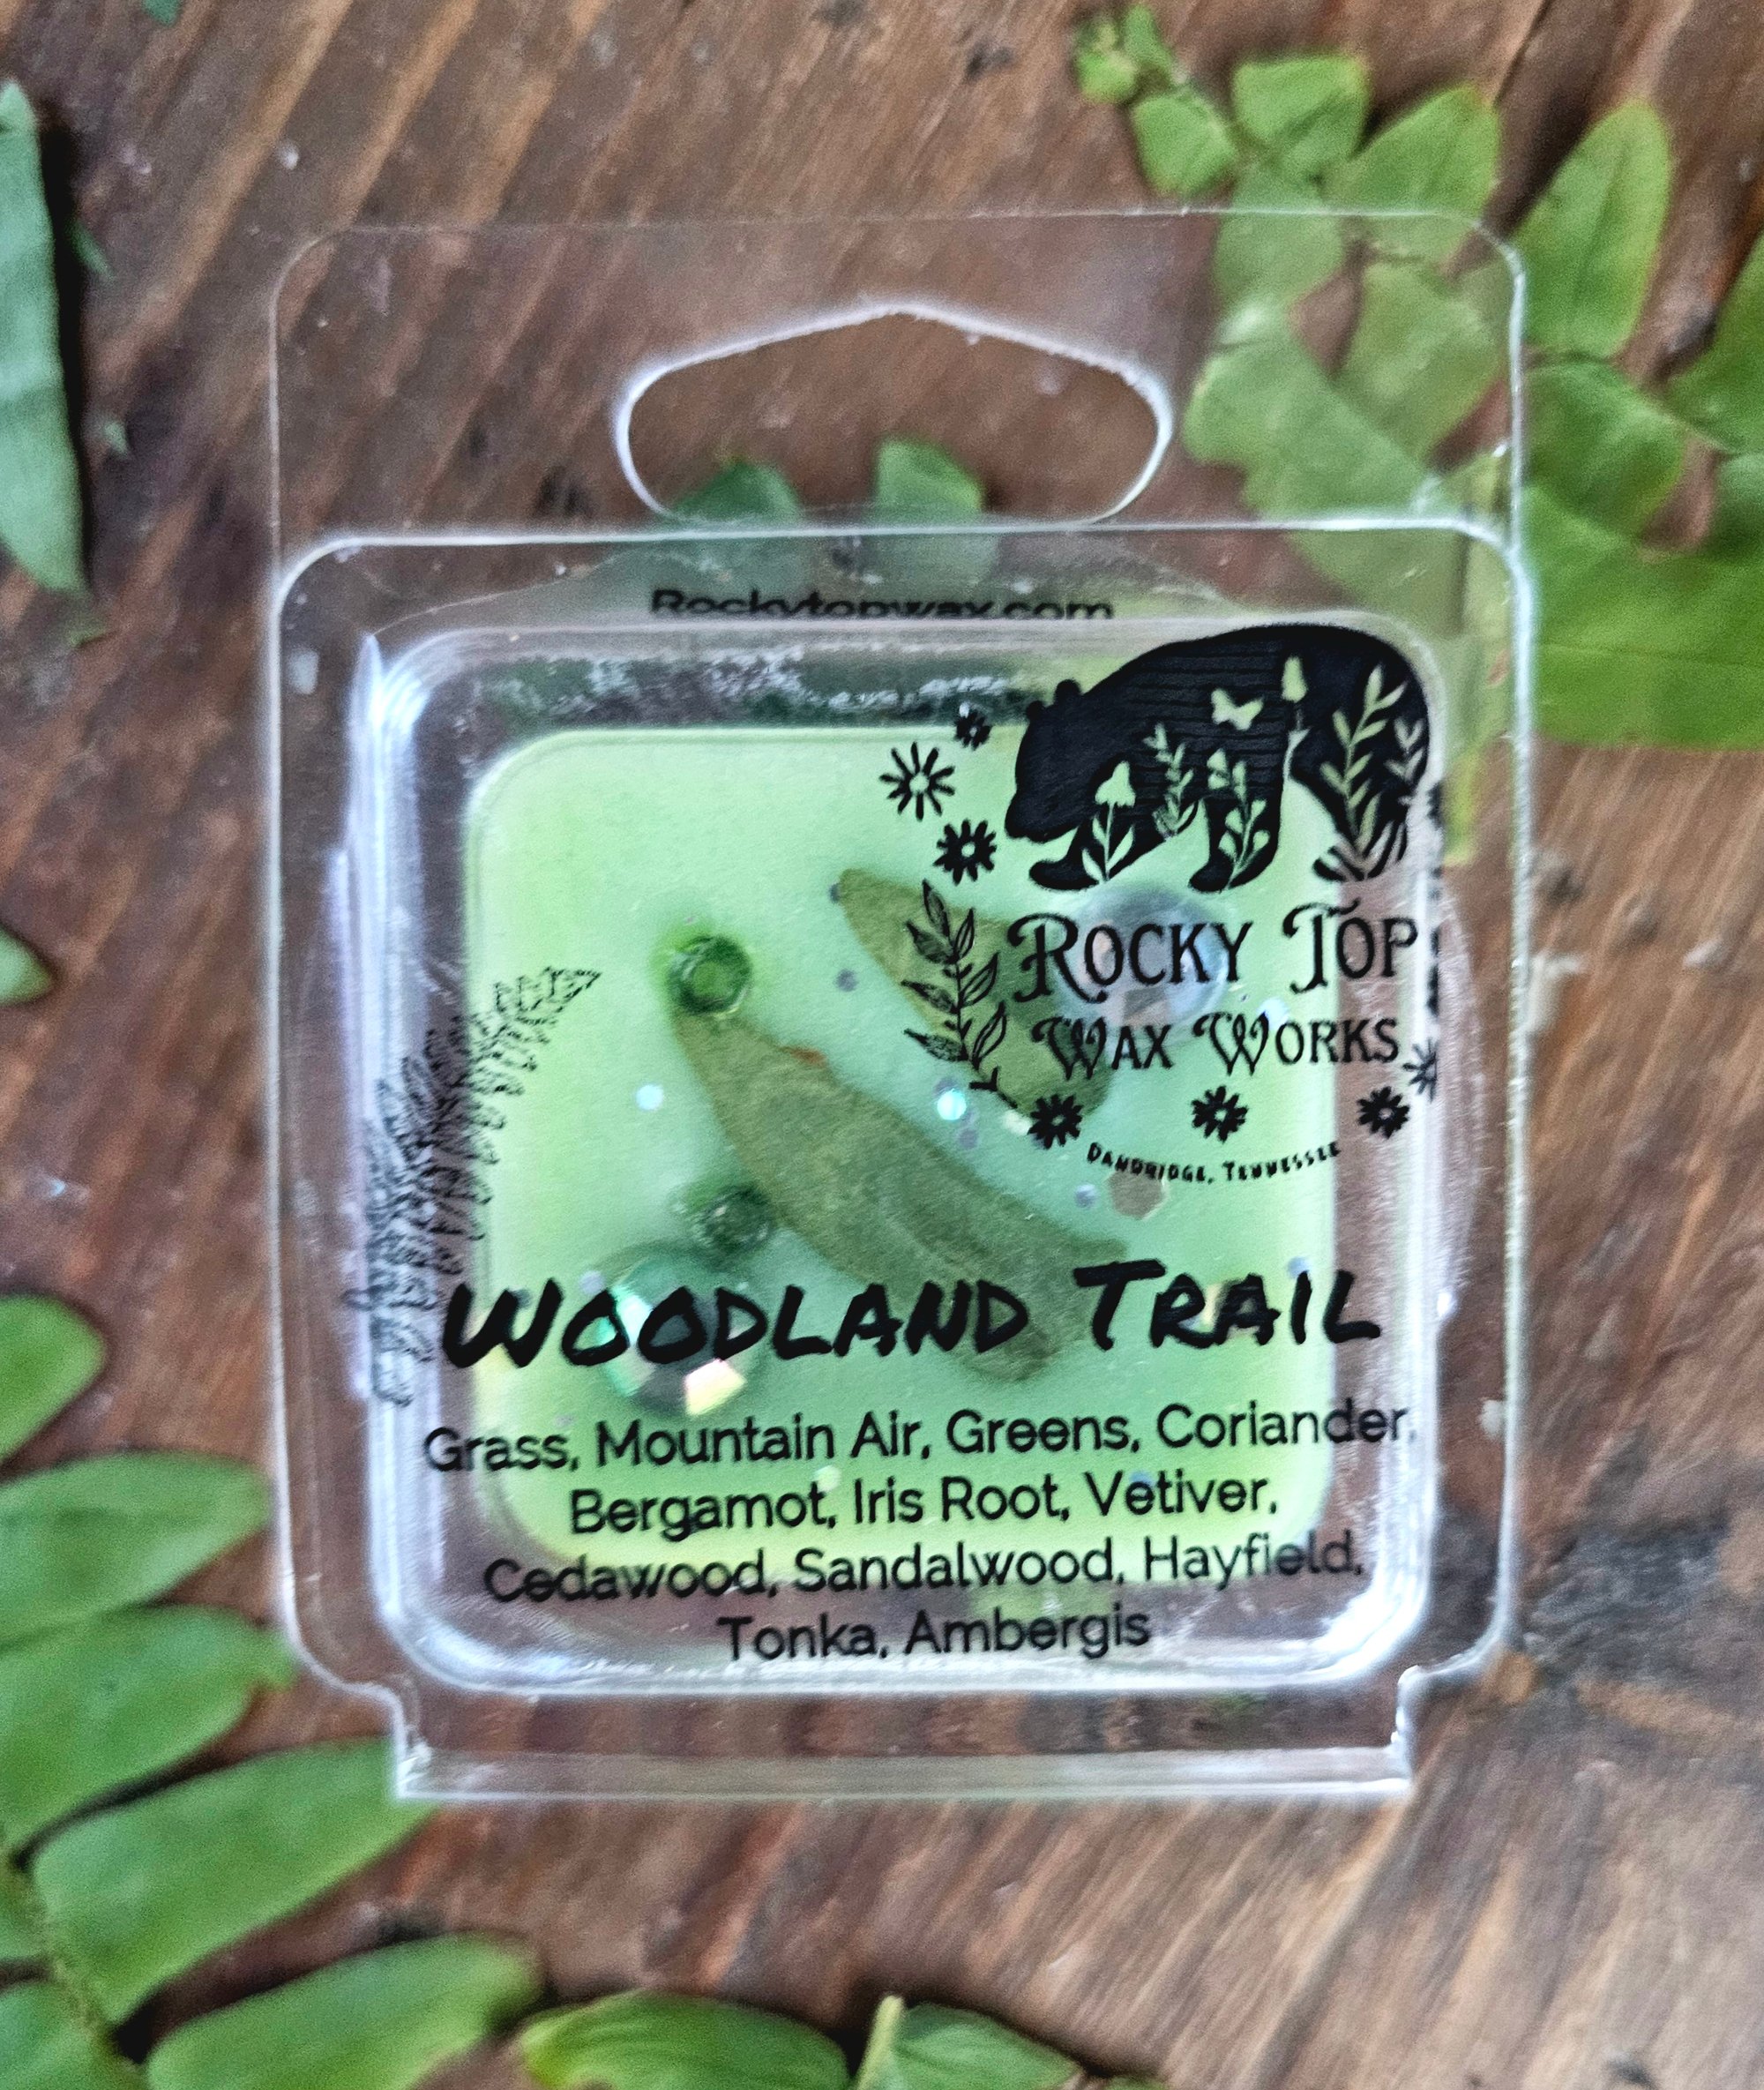 Rockytopwax.com
ROCKY TOP
WAX WORKS
DANDRIDGE, TENNESSEE
WOODLAND TRAIL
Grass, Mountain Air, Greens, Coriander,
Bergamot, Iris Root, Vetiver,
Cedawood, Sandalwood, Hayfield,
Tonka, Ambergis